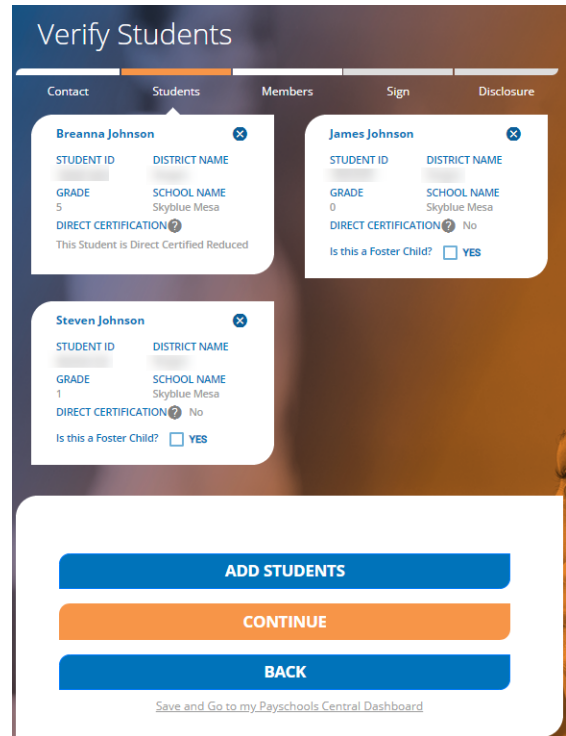 Verify Students
Contact Students Members Sign Disclosure
Breanna Johnson
STUDENT ID DISTRICT NAME
GRADE SCHOOL NAME
5 Skyblue Mesa
DIRECT CERTIFICATION ?
This Student is Direct Certified Reduced
James Johnson
STUDENT ID DISTRICT NAME
GRADE SCHOOL NAME
0 Skyblue Mesa
DIRECT CERTIFICATION ? No
Is this a Foster Child? YES
Steven Johnson
STUDENT ID DISTRICT NAME
GRADE SCHOOL NAME
1 Skyblue Mesa
DIRECT CERTIFICATION ? No
Is this a Foster Child? YES
ADD STUDENTS
CONTINUE
BACK
Save and Go to my Payschools Central Dashboard